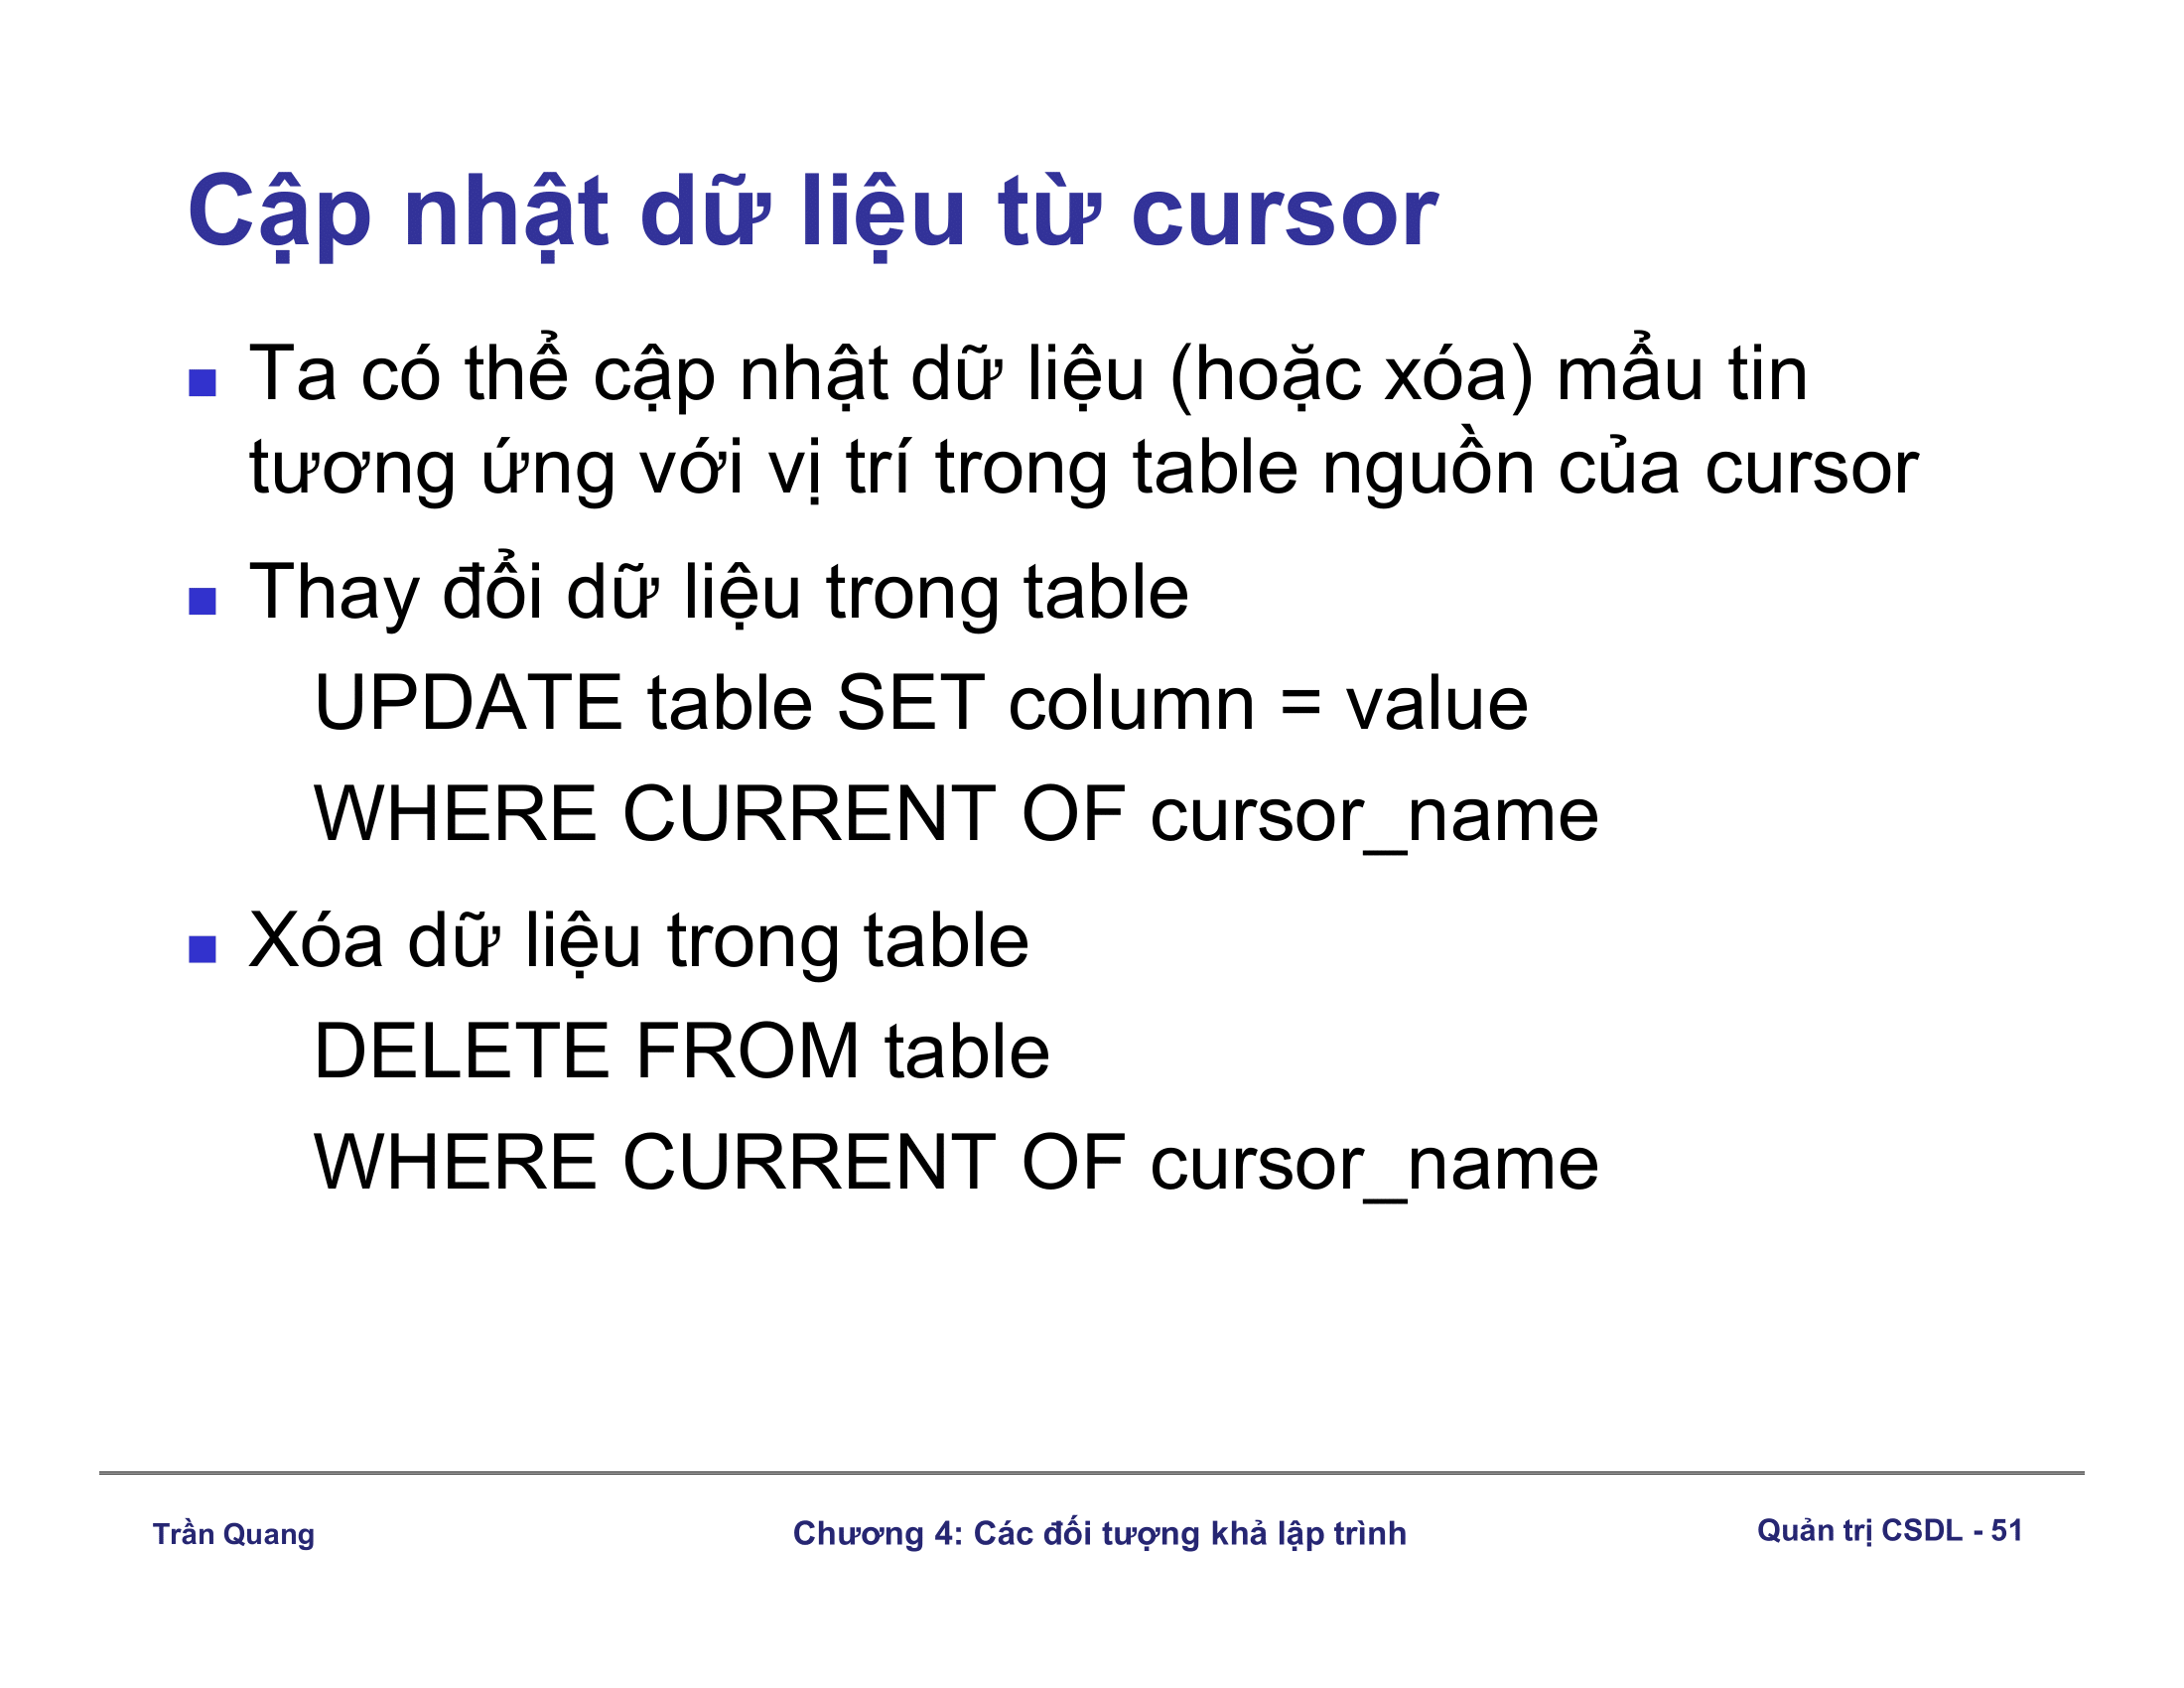 Cập nhật dữ liệu từ cursor
Ta có thể cập nhật dữ liệu (hoặc xóa) mẩu tin
tương ứng với vị trí trong table nguồn của cursor
Thay đổi dữ liệu trong table
UPDATE table SET column = value
WHERE CURRENT OF cursor_name
Xóa dữ liệu trong table
DELETE FROM table
WHERE CURRENT OF cursor_name
Trần Quang
Chương 4: Các đối tượng khả lập trình
Quản trị CSDL - 51